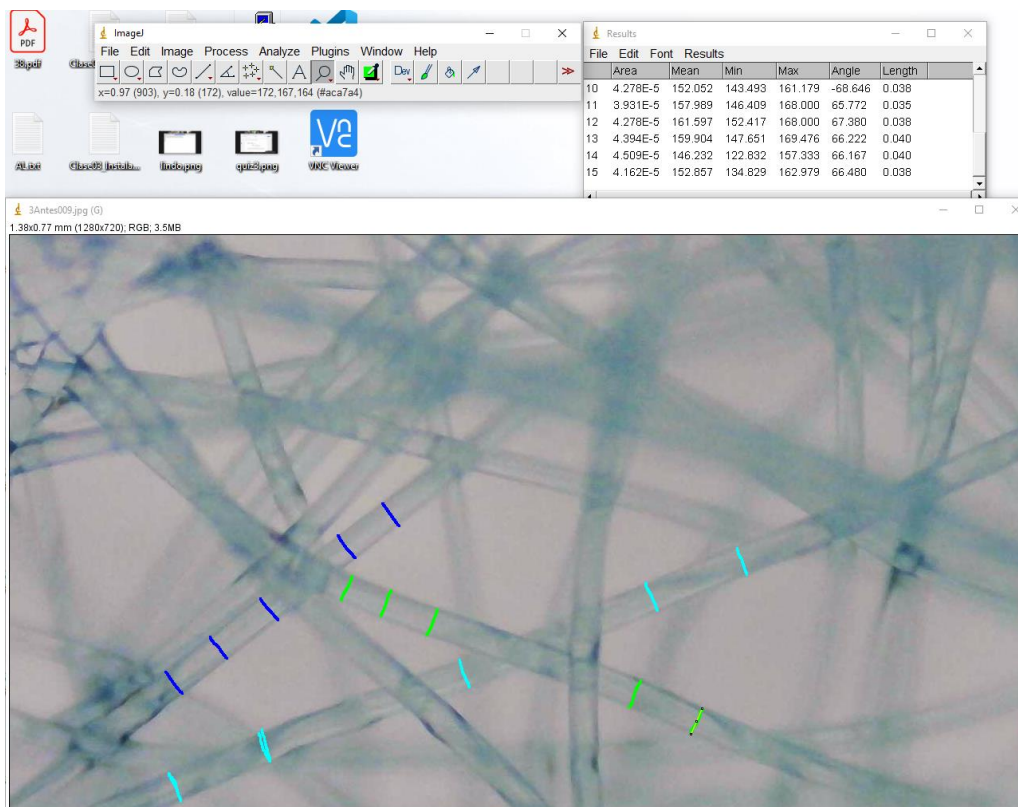 PDF
38.pdf
ImageJ
File Edit Image Process Analyze Plugins Window Help
A Dev
x=0.97 (903), y=0.18 (172), value=172,167,164 (#aca7a4)
AL.txt
Clase03_Instala...
lindo.png
quiz3.png
VNC Viewer
Results
File Edit Font Results
Area Mean Min Max Angle Length
10 4.278E-5 152.052 143.493 161.179 -68.646 0.038
11 3.931E-5 157.989 146.409 168.000 65.772 0.035
12 4.278E-5 161.597 152.417 168.000 67.380 0.038
13 4.394E-5 159.904 147.651 169.476 66.222 0.040
14 4.509E-5 146.232 122.832 157.333 66.167 0.040
15 4.162E-5 152.857 134.829 162.979 66.480 0.038
3Antes009.jpg (G)
1.38x0.77 mm (1280x720); RGB; 3.5MB